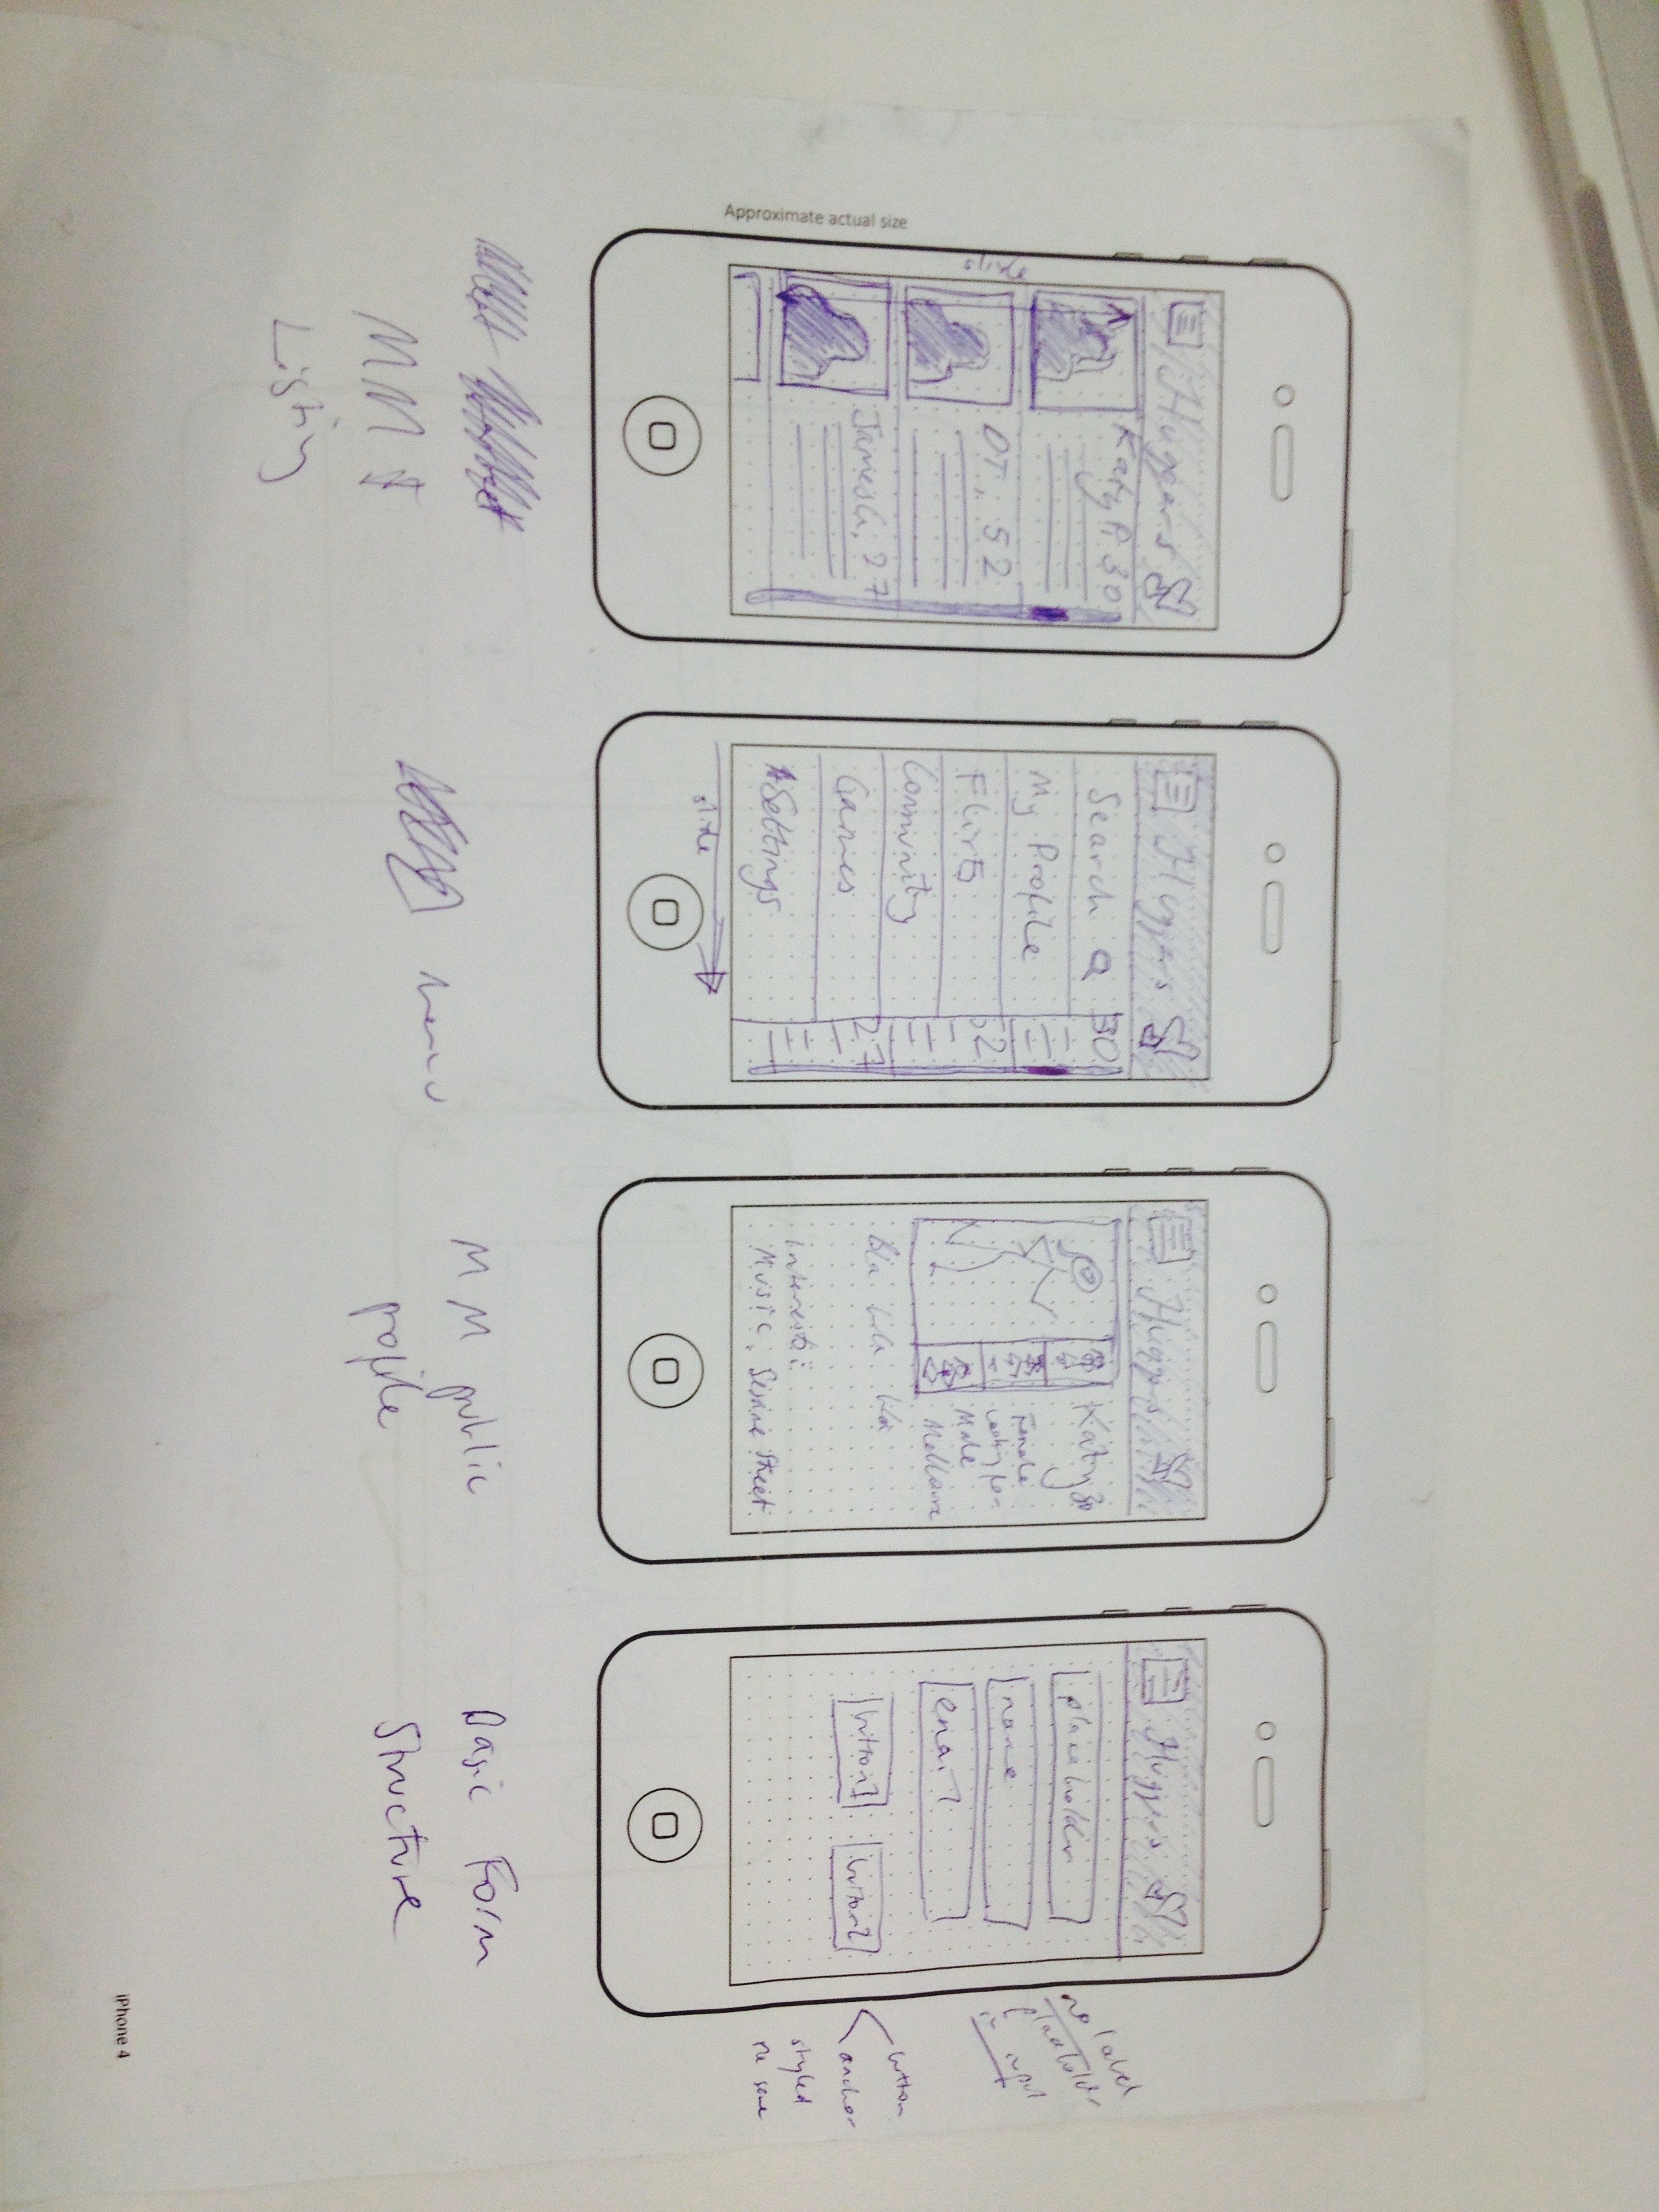 Approximate actual size
Huggers
Katy P. 30
OT, 52
James G, 27
slide
Listing
Huggers
Search
My Profile
Flirts
Community
Games
Settings
30
52
27
slide
menu
Huggers
Katy 30
Female
Looking for
Male
Bla bla bla
Interests:
Music, Sesame Street
MM public
profile
Huggers
placeholder
name
email
button1
button2
Basic Form
Structure
no label
placeholder
in input
button
anchor
styled
the same
iPhone 4